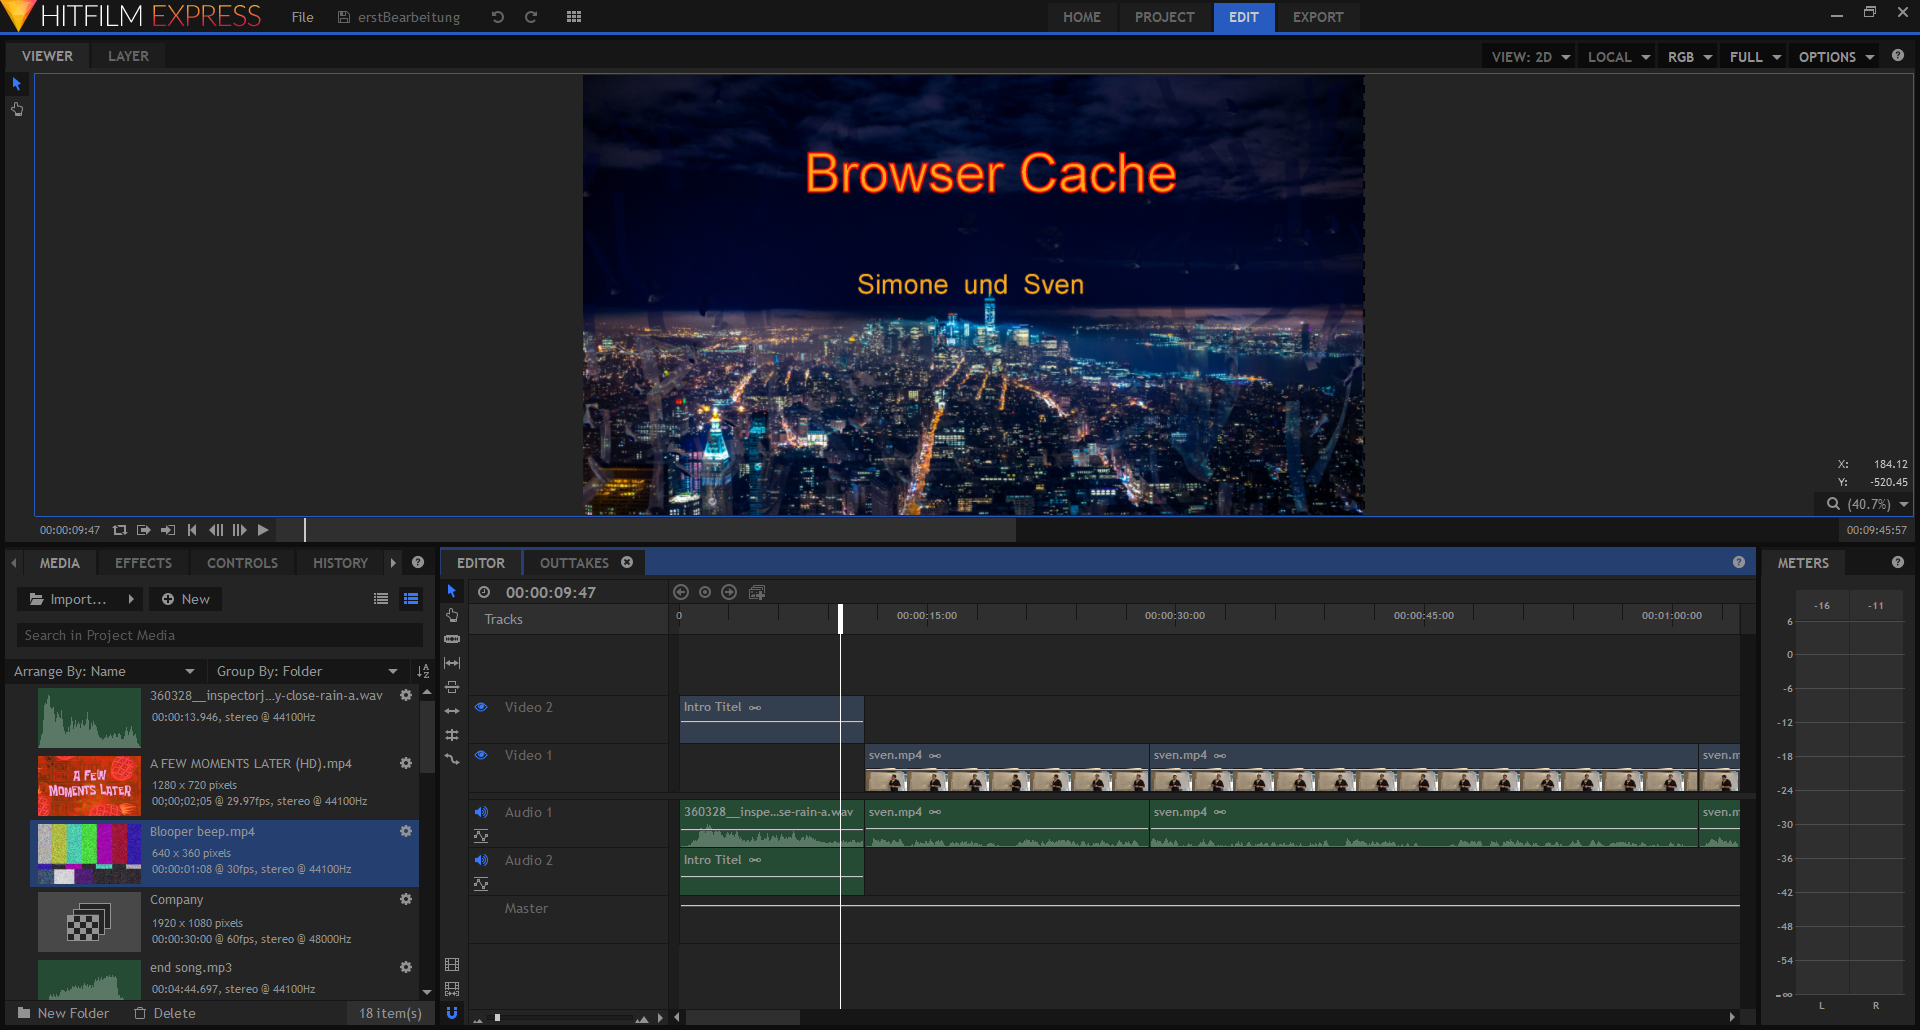 HITFILM EXPRESS File erstBearbeitung HOME PROJECT EDIT EXPORT
VIEWER LAYER VIEW: 2D LOCAL RGB FULL OPTIONS ?
Browser Cache
Simone und Sven
X: 184.12
Y: -520.45
(40.7%)
00:00:09:47 00:09:45:57
MEDIA EFFECTS CONTROLS HISTORY ?
Import... New
Search in Project Media
Arrange By: Name Group By: Folder
360328__inspectorj...y-close-rain-a.wav
00:00:13.946, stereo @ 44100Hz
A FEW MOMENTS LATER
A FEW MOMENTS LATER (HD).mp4
1280 x 720 pixels
00;00;02;05 @ 29.97fps, stereo @ 44100Hz
Blooper beep.mp4
640 x 360 pixels
00:00:01:08 @ 30fps, stereo @ 44100Hz
Company
1920 x 1080 pixels
00:00:30:00 @ 60fps, stereo @ 48000Hz
end song.mp3
00:04:44.697, stereo @ 44100Hz
New Folder Delete 18 item(s)
EDITOR OUTTAKES ?
00:00:09:47
Tracks 0 00:00:15:00 00:00:30:00 00:00:45:00 00:01:00:00
Video 2 Intro Titel
Video 1 sven.mp4 sven.mp4 sven.m
Audio 1 360328__inspe...se-rain-a.wav sven.mp4 sven.mp4 sven.m
Audio 2 Intro Titel
Master
METERS ?
-16 -11
6
0
-6
-12
-18
-24
-30
-36
-42
-48
-54
-∞
L R